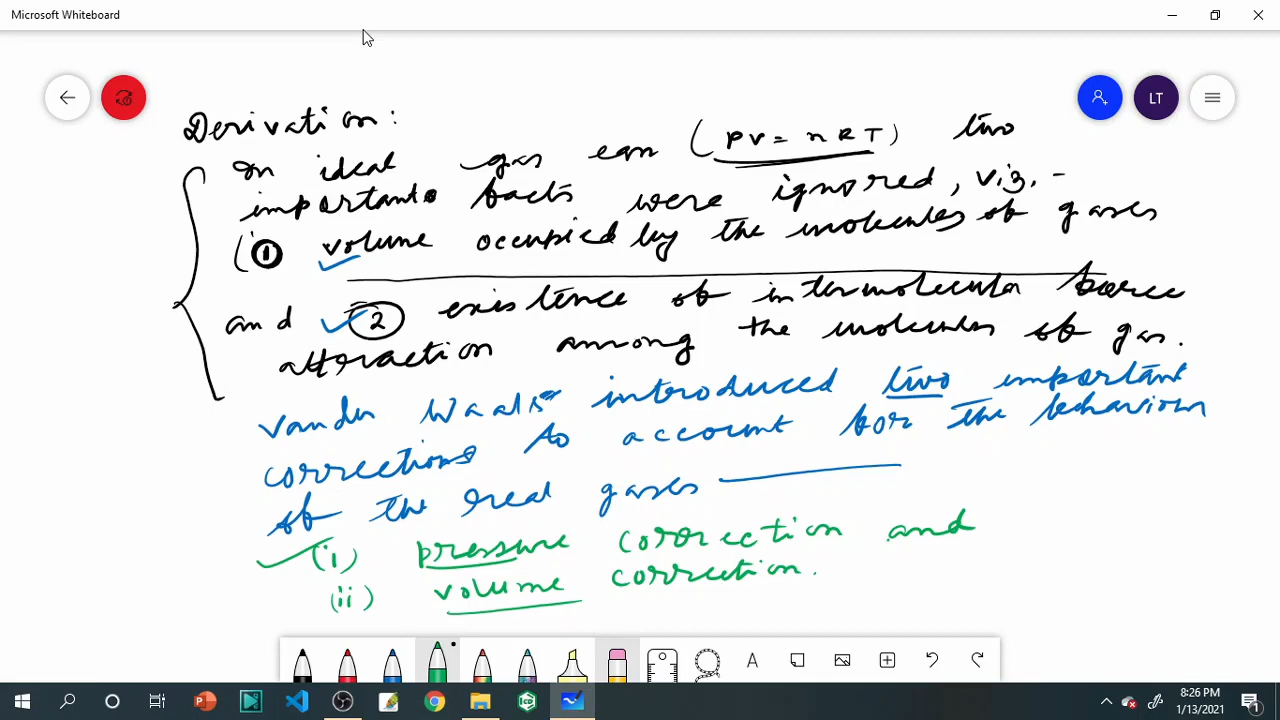 Microsoft Whiteboard
LT
Derivation:
In ideal gas eqn (PV = nRT) two
important facts were ignored, viz. -
(1 volume occupied by the molecules of gases
and 2 existence of intermolecular force
attraction among the molecules of gas.
vander Waals introduced two important
corrections to account for the behaviour
of the real gases
(i) pressure correction and
(ii) volume correction.
A
8:26 PM
1/13/2021